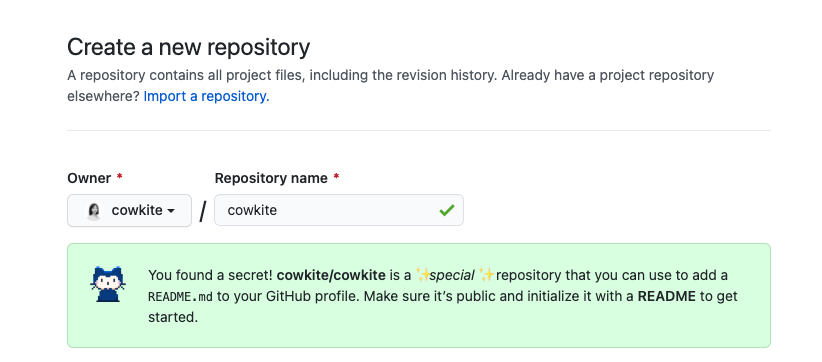 Create a new repository
A repository contains all project files, including the revision history. Already have a project repository
elsewhere? Import a repository.
Owner * Repository name *
cowkite / cowkite
You found a secret! cowkite/cowkite is a ✨special ✨ repository that you can use to add a
README.md to your GitHub profile. Make sure it’s public and initialize it with a README to get
started.